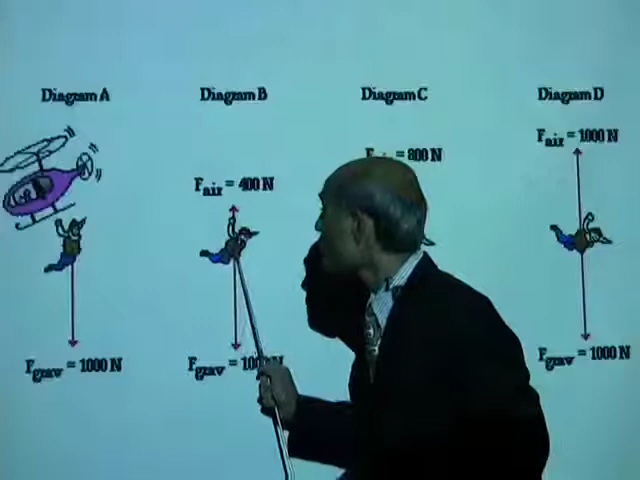 Diagram A
Diagram B
Diagram C
Diagram D
Fair = 1000 N
= 800 N
Fair = 400 N
Fgrav = 1000 N
Fgrav =
Fgrav = 1000 N